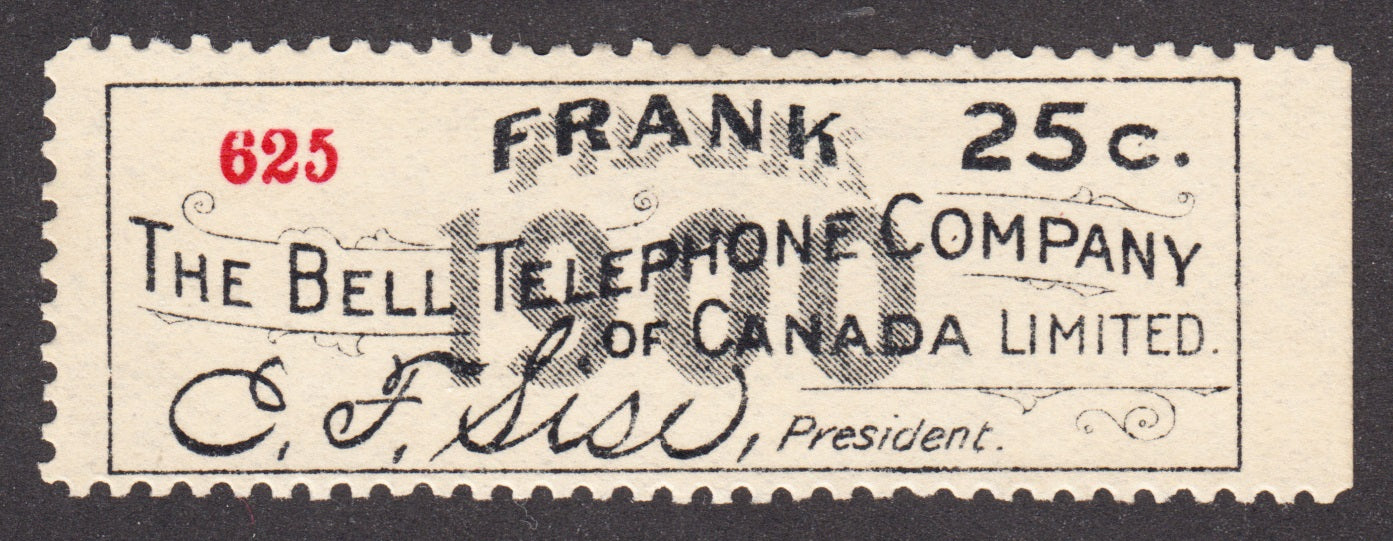 625 FRANK 25c.
1900
THE BELL TELEPHONE COMPANY
OF CANADA LIMITED.
C. F. Sise, President.